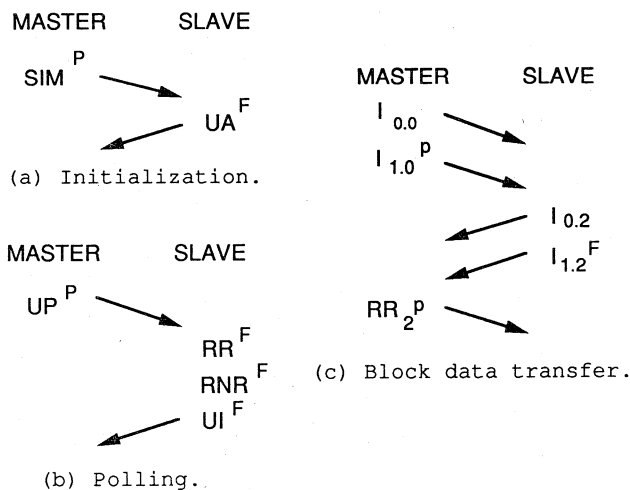 MASTER SLAVE
SIM P
UA F
(a) Initialization.
MASTER SLAVE
UP P
RR F
RNR F
UI F
(b) Polling.
MASTER SLAVE
I 0.0
I 1.0 p
I 0.2
I 1.2 F
RR 2 p
(c) Block data transfer.